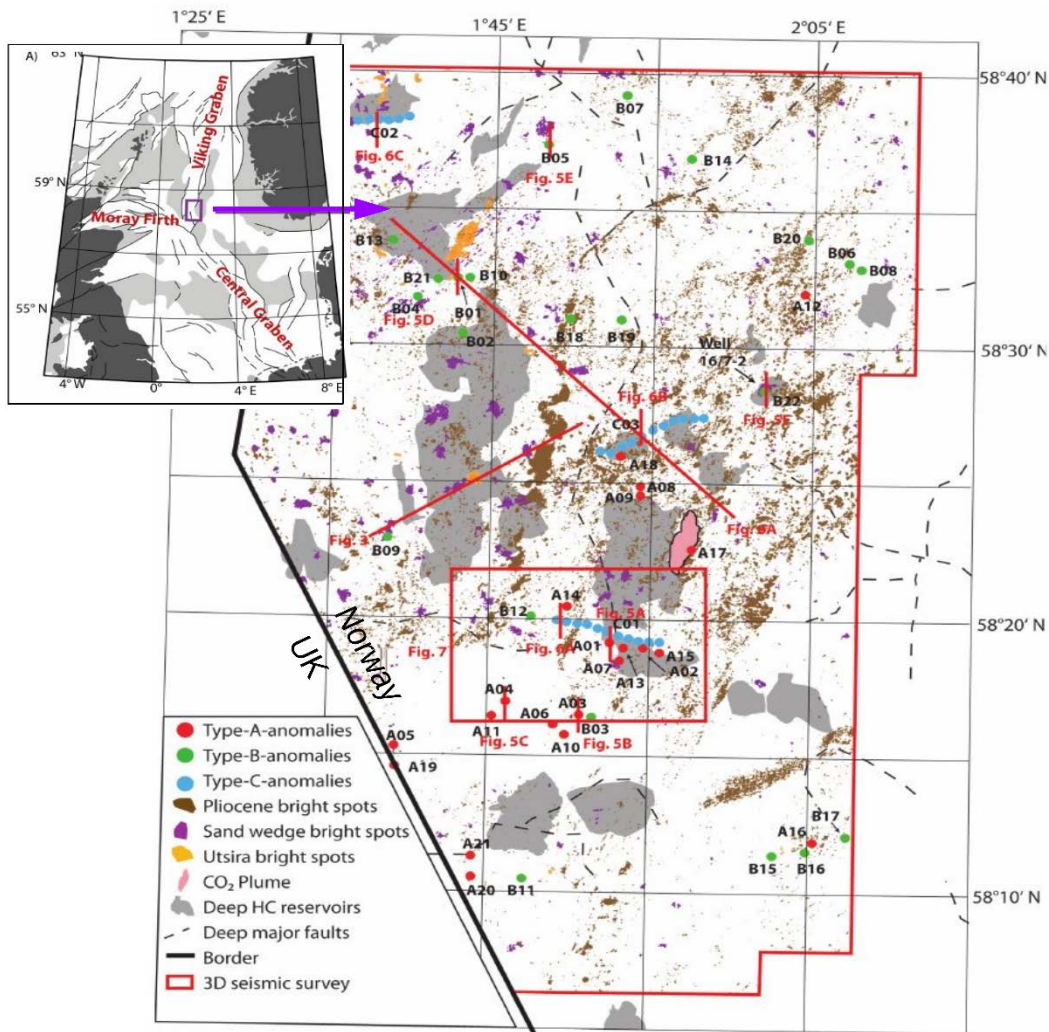 1°25' E
1°45' E
2°05' E
A)
63° N
58°40' N
C02
B07
Viking Graben
Fig. 6C
B05
B14
Fig. 5E
59° N
Moray Firth
B13
B20
B06
B08
B21
B10
A12
Central Graben
B04
B01
Fig. 5D
55° N
B02
B18
B19
Well
16/7-2
58°30' N
4°W
0°
4°E
8°E
Fig. 6B
B22
C03
Fig. 5F
A18
A08
A09
Fig. 3
Fig. 6A
B09
A17
A14
B12
Fig. 5A
C01
58°20' N
Norway
UK
Fig. 7
A01
A15
A07
A02
A13
A04
A03
A06
A11
B03
Fig. 5C
A10
Fig. 5B
A05
A19
Type-A-anomalies
Type-B-anomalies
Type-C-anomalies
Pliocene bright spots
Sand wedge bright spots
Utsira bright spots
CO₂ Plume
Deep HC reservoirs
Deep major faults
Border
3D seismic survey
B17
A16
A21
B15
B16
A20
B11
58°10' N